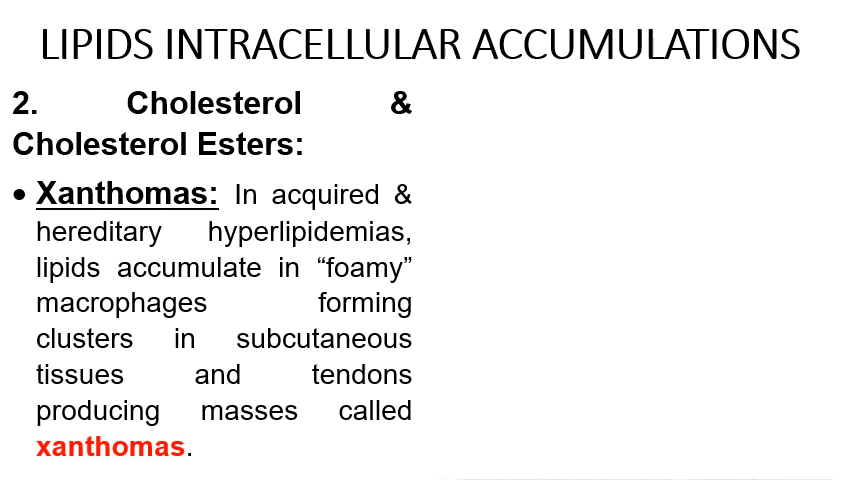 LIPIDS INTRACELLULAR ACCUMULATIONS
2. Cholesterol &
Cholesterol Esters:
• Xanthomas: In acquired &
hereditary hyperlipidemias,
lipids accumulate in “foamy”
macrophages forming
clusters in subcutaneous
tissues and tendons
producing masses called
xanthomas.